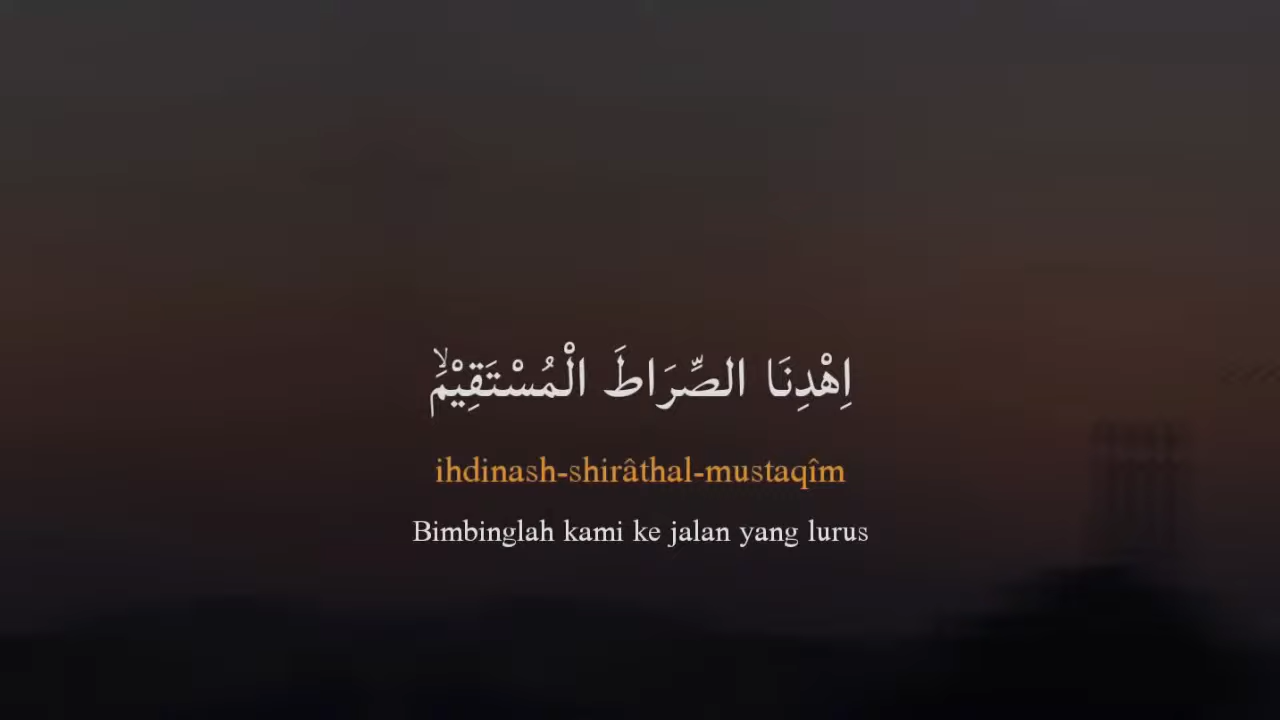 اِهْدِنَا الصِّرَاطَ الْمُسْتَقِيْمَۙ
ihdinash-shirâthal-mustaqîm
Bimbinglah kami ke jalan yang lurus